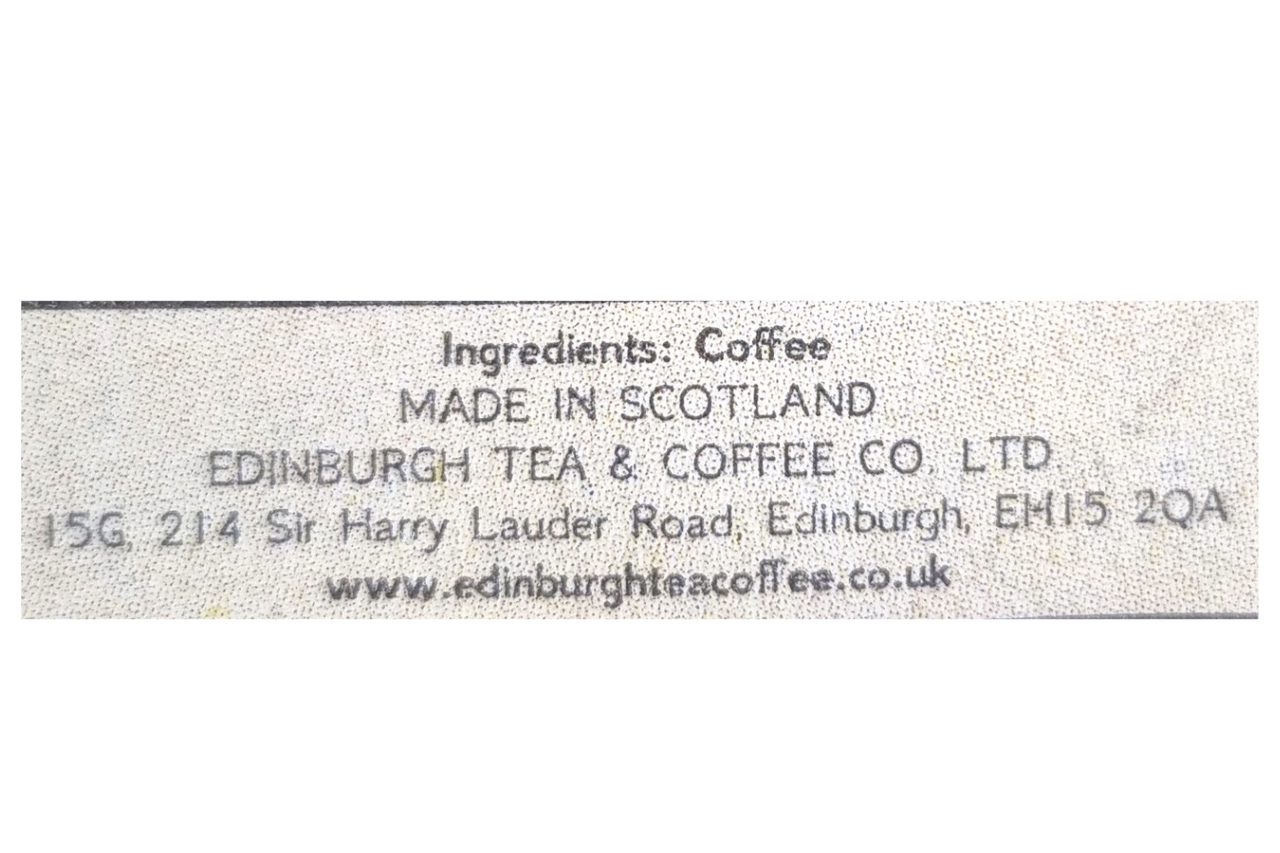 Ingredients: Coffee
MADE IN SCOTLAND
EDINBURGH TEA & COFFEE CO. LTD.
15G, 214 Sir Harry Lauder Road, Edinburgh, EH15 2QA
www.edinburghteacoffee.co.uk